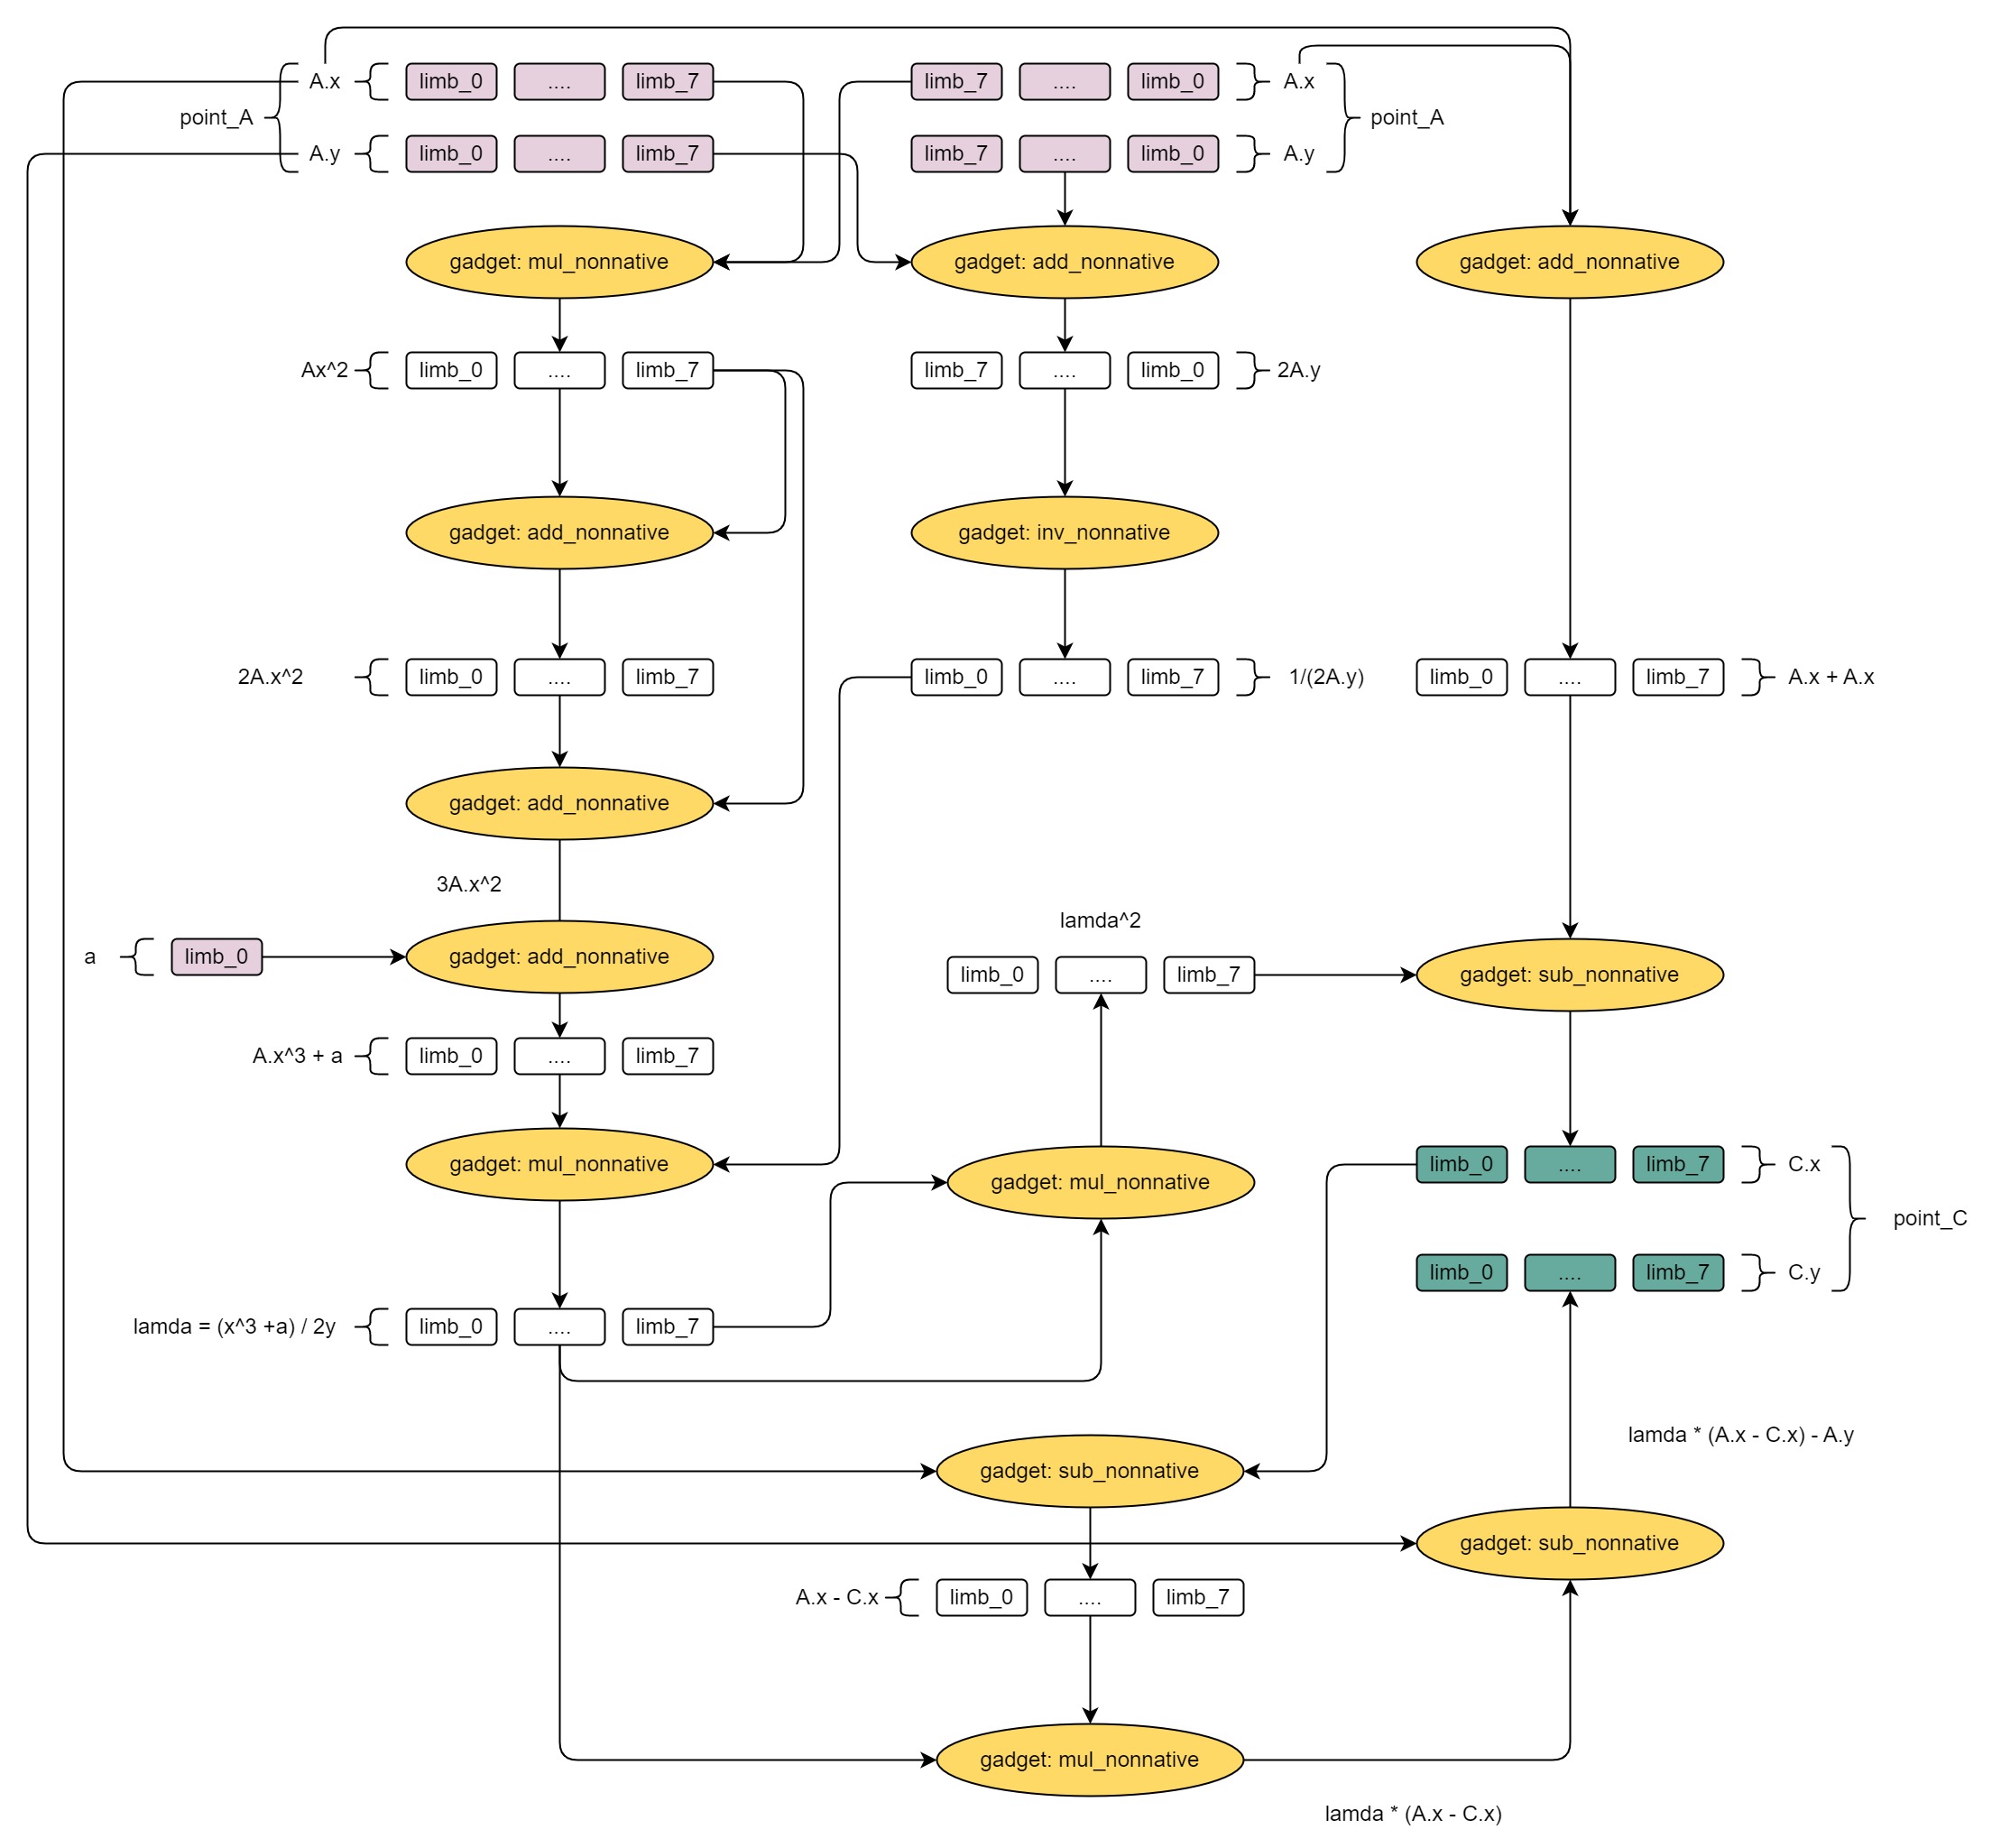 A.x limb_0 .... limb_7 limb_7 .... limb_0 A.x
point_A point_A
A.y limb_0 .... limb_7 limb_7 .... limb_0 A.y
gadget: mul_nonnative gadget: add_nonnative gadget: add_nonnative
Ax^2 limb_0 .... limb_7 limb_7 .... limb_0 2A.y
gadget: add_nonnative gadget: inv_nonnative
2A.x^2 limb_0 .... limb_7 limb_0 .... limb_7 1/(2A.y) limb_0 .... limb_7 A.x + A.x
gadget: add_nonnative
3A.x^2
lamda^2
a limb_0 gadget: add_nonnative
limb_0 .... limb_7 gadget: sub_nonnative
A.x^3 + a limb_0 .... limb_7
gadget: mul_nonnative limb_0 .... limb_7 C.x
gadget: mul_nonnative
point_C
limb_0 .... limb_7 C.y
lamda = (x^3 +a) / 2y limb_0 .... limb_7
lamda * (A.x - C.x) - A.y
gadget: sub_nonnative
gadget: sub_nonnative
A.x - C.x limb_0 .... limb_7
gadget: mul_nonnative
lamda * (A.x - C.x)